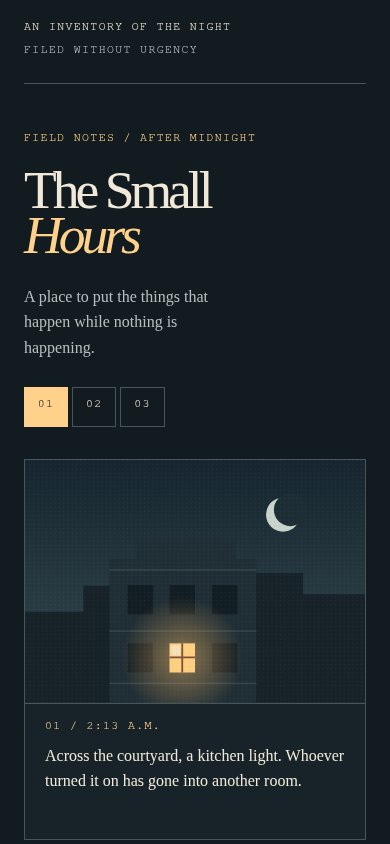 AN INVENTORY OF THE NIGHT
FILED WITHOUT URGENCY
FIELD NOTES / AFTER MIDNIGHT
The Small
Hours
A place to put the things that
happen while nothing is
happening.
01 02 03
01 / 2:13 A.M.
Across the courtyard, a kitchen light. Whoever
turned it on has gone into another room.